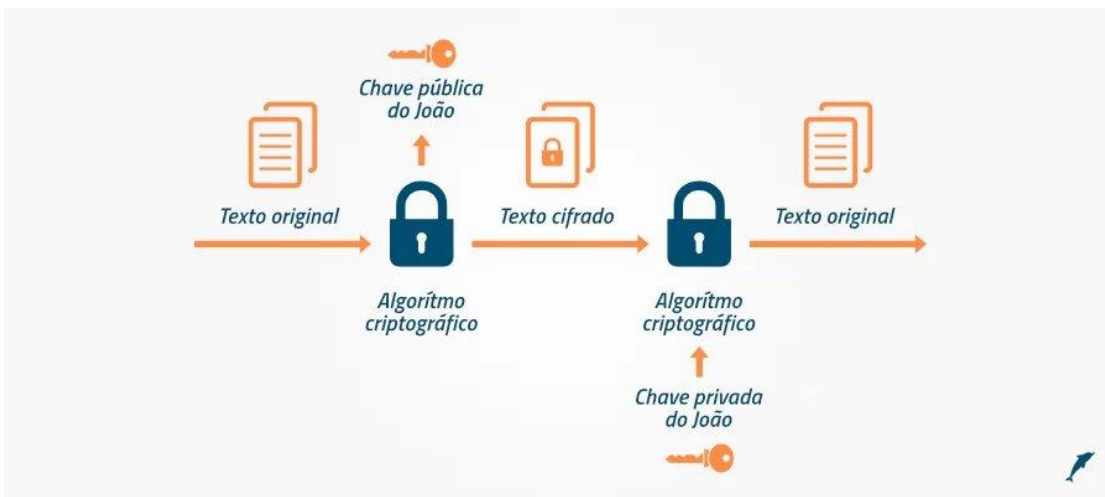 Chave pública
do João
Texto original
Texto cifrado
Texto original
Algorítmo
criptográfico
Algorítmo
criptográfico
Chave privada
do João